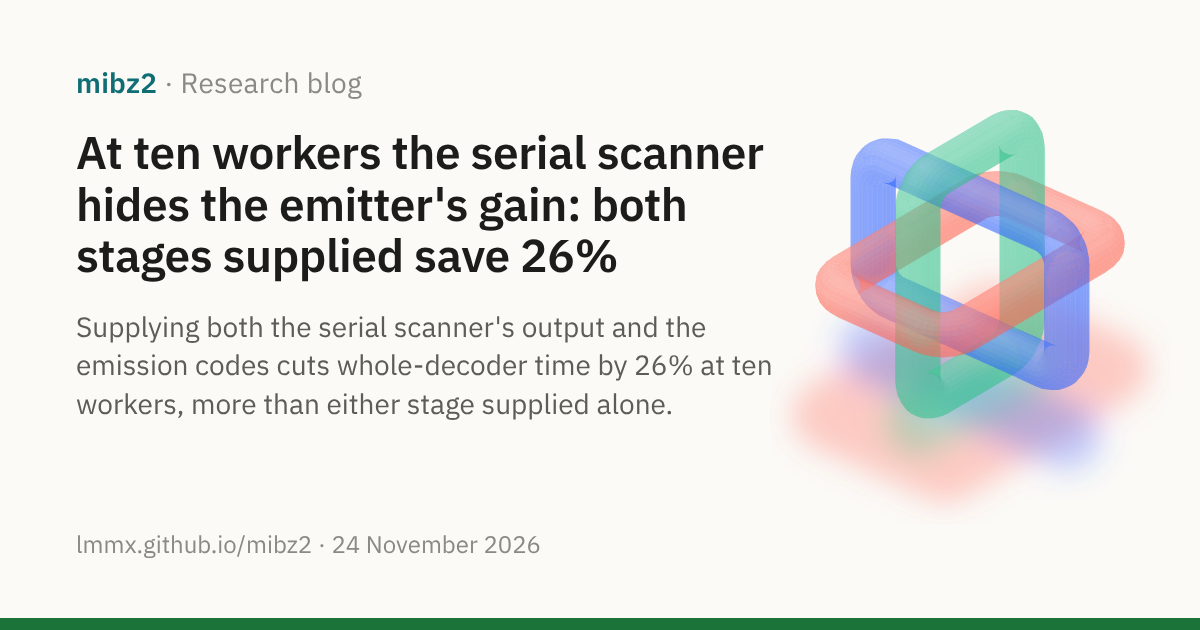 mibz2 · Research blog
At ten workers the serial scanner
hides the emitter's gain: both
stages supplied save 26%
Supplying both the serial scanner's output and the
emission codes cuts whole-decoder time by 26% at ten
workers, more than either stage supplied alone.
lmmx.github.io/mibz2 · 24 November 2026